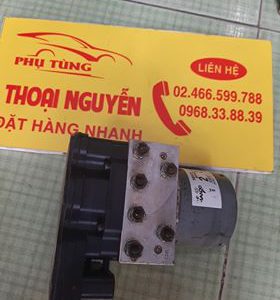 PHỤ TÙNG
LIÊN HỆ
THOẠI NGUYỄN
02.466.599.788
0968.33.88.39
ĐẶT HÀNG NHANH